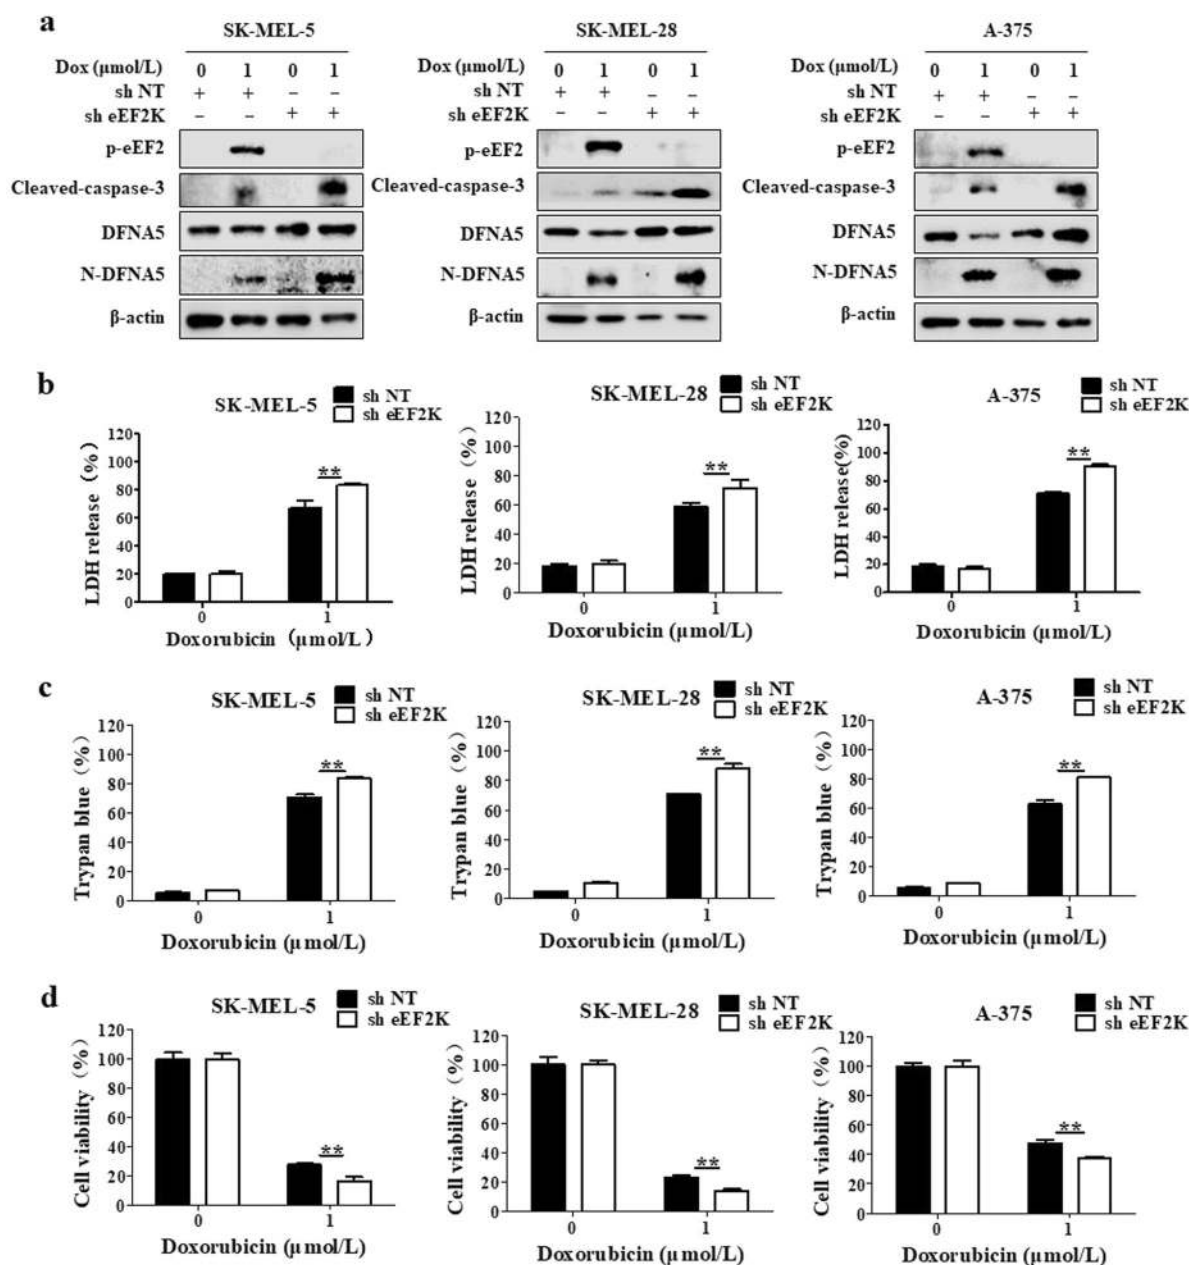 a
SK-MEL-5 SK-MEL-28 A-375
Dox (μmol/L) 0 1 0 1 Dox (μmol/L) 0 1 0 1 Dox (μmol/L) 0 1 0 1
sh NT + + − − sh NT + + − − sh NT + + − −
sh eEF2K − − + + sh eEF2K − − + + sh eEF2K − − + +
p-eEF2 p-eEF2 p-eEF2
Cleaved-caspase-3 Cleaved-caspase-3 Cleaved-caspase-3
DFNA5 DFNA5 DFNA5
N-DFNA5 N-DFNA5 N-DFNA5
β-actin β-actin β-actin
b
SK-MEL-5 sh NT sh eEF2K
LDH release (%)
120
100
80
60
40
20
0
**
0 1
Doxorubicin (μmol/L)
SK-MEL-28 sh NT sh eEF2K
LDH release (%)
120
100
80
60
40
20
0
**
0 1
Doxorubicin (μmol/L)
A-375 sh NT sh eEF2K
LDH release(%)
120
100
80
60
40
20
0
**
0 1
Doxorubicin (μmol/L)
c
SK-MEL-5 sh NT sh eEF2K
Trypan blue (%)
120
100
80
60
40
20
0
**
0 1
Doxorubicin (μmol/L)
SK-MEL-28 sh NT sh eEF2K
Trypan blue (%)
120
100
80
60
40
20
0
**
0 1
Doxorubicin (μmol/L)
A-375 sh NT sh eEF2K
Trypan blue (%)
120
100
80
60
40
20
0
**
0 1
Doxorubicin (μmol/L)
d
SK-MEL-5 sh NT sh eEF2K
Cell viability (%)
120
100
80
60
40
20
0
**
0 1
Doxorubicin (μmol/L)
SK-MEL-28 sh NT sh eEF2K
Cell viability (%)
120
100
80
60
40
20
0
**
0 1
Doxorubicin (μmol/L)
A-375 sh NT sh eEF2K
Cell viability (%)
120
100
80
60
40
20
0
**
0 1
Doxorubicin (μmol/L)